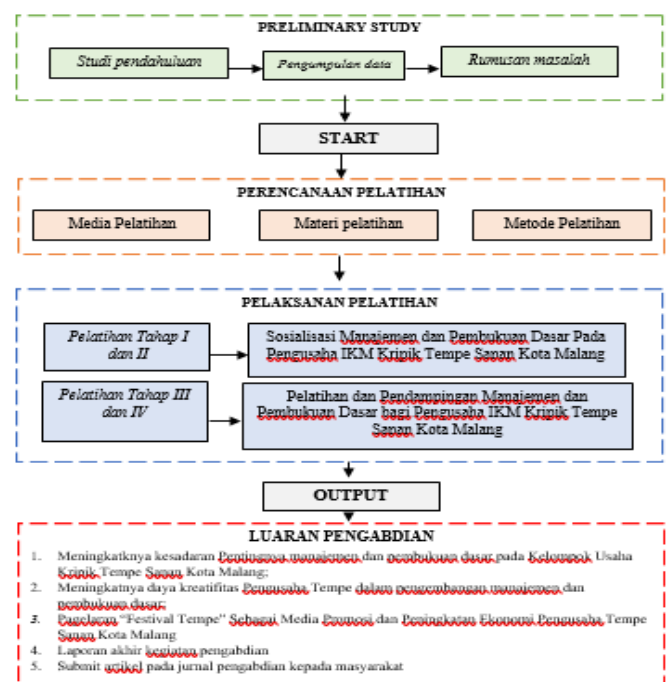 PRELIMINARY STUDY
Studi pendahuluan
Pengumpulan data
Rumusan masalah
START
PERENCANAAN PELATIHAN
Media Pelatihan
Materi pelatihan
Metode Pelatihan
PELAKSANAN PELATIHAN
Pelatihan Tahap I
dan II
Sosialisasi Manajemen dan Pembukuan Dasar Pada
Pengusaha IKM Kripik Tempe Sanan Kota Malang
Pelatihan Tahap III
dan IV
Pelatihan dan Pendampingan Manajemen dan
Pembukuan Dasar bagi Pengusaha IKM Kripik Tempe
Sanan Kota Malang
OUTPUT
LUARAN PENGABDIAN
1. Meningkatknya kesadaran Pentingnya manajemen dan pembukuan dasar pada Kelompok Usaha
Kripik Tempe Sanan Kota Malang;
2. Meningkatnya daya kreatifitas Pengusaha Tempe dalam pengembangan manajemen dan
pembukuan dasar;
3. Pagelaran "Festival Tempe" Sebagai Media Promosi dan Peningkatan Ekonomi Pengusaha Tempe
Sanan Kota Malang
4. Laporan akhir kegiatan pengabdian
5. Submit artikel pada jurnal pengabdian kepada masyarakat